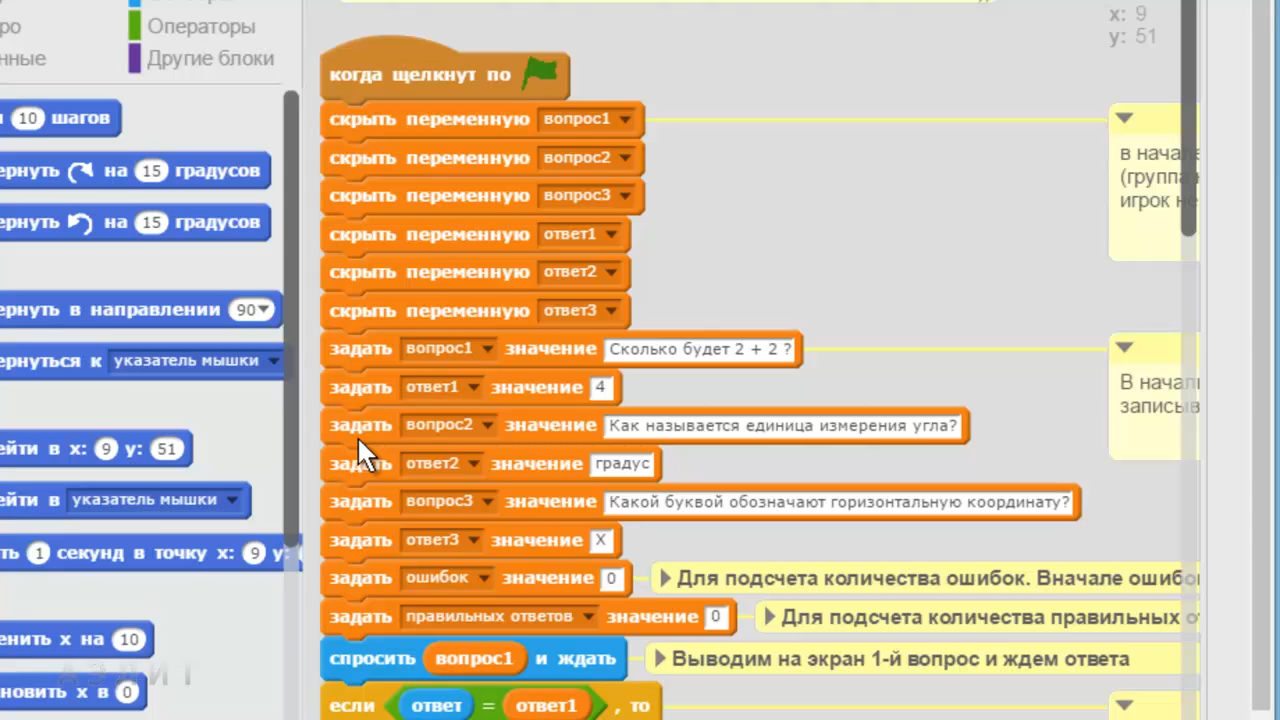 ро
Операторы
нные
Другие блоки
10 шагов
ернуть на 15 градусов
ернуть на 15 градусов
ернуть в направлении 90
ернуться к указатель мышки
ейти в x: 9 y: 51
ейти в указатель мышки
ть 1 секунд в точку x: 9 y:
енить x на 10
новить x в 0
x: 9
y: 51
когда щелкнут по
скрыть переменную вопрос1
скрыть переменную вопрос2
скрыть переменную вопрос3
скрыть переменную ответ1
скрыть переменную ответ2
скрыть переменную ответ3
задать вопрос1 значение Сколько будет 2 + 2 ?
задать ответ1 значение 4
задать вопрос2 значение Как называется единица измерения угла?
задать ответ2 значение градус
задать вопрос3 значение Какой буквой обозначают горизонтальную координату?
задать ответ3 значение X
задать ошибок значение 0
Для подсчета количества ошибок. Вначале ошибо
задать правильных ответов значение 0
Для подсчета количества правильных о
спросить вопрос1 и ждать
Выводим на экран 1-й вопрос и ждем ответа
если ответ = ответ1 , то
в начале
(группа
игрок не
В начал
записыв